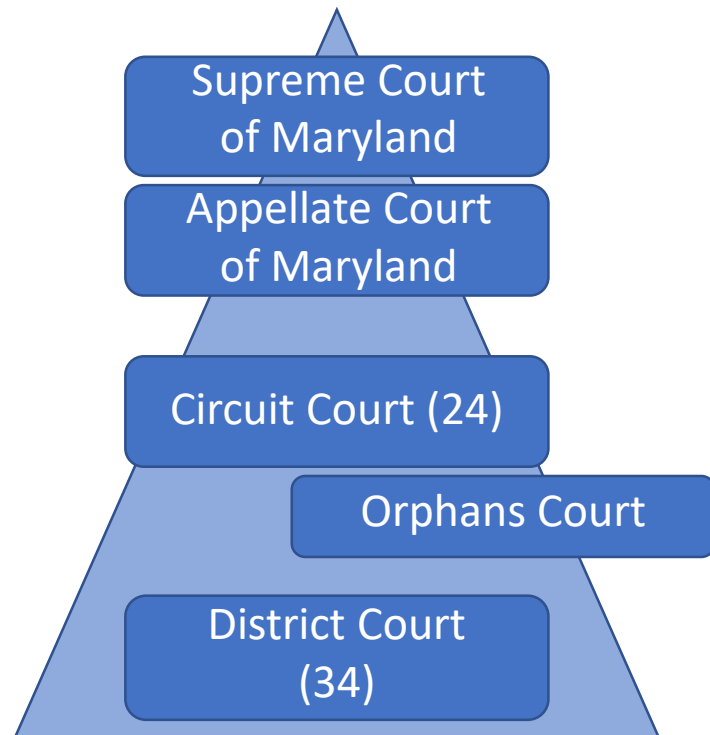 Supreme Court
of Maryland
Appellate Court
of Maryland
Circuit Court (24)
Orphans Court
District Court
(34)